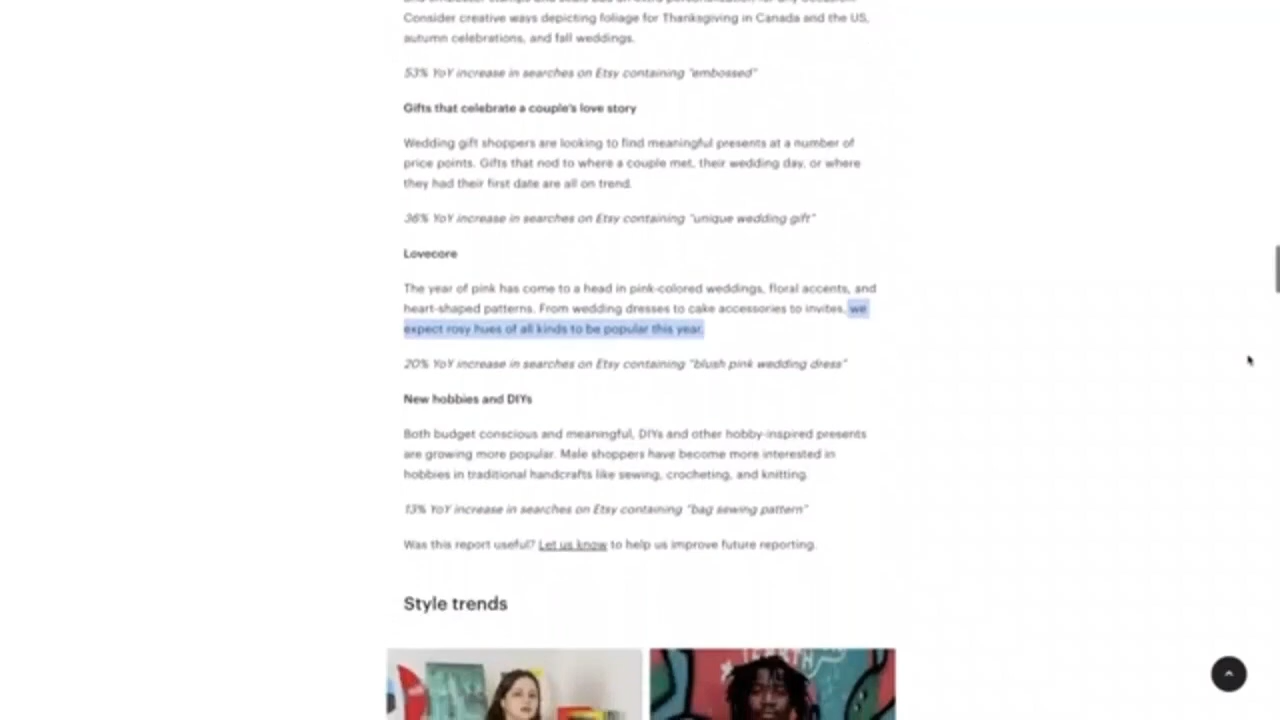 Consider creative ways depicting foliage for Thanksgiving in Canada and the US,
autumn celebrations, and fall weddings.
53% YoY increase in searches on Etsy containing "embossed"
Gifts that celebrate a couple's love story
Wedding gift shoppers are looking to find meaningful presents at a number of
price points. Gifts that nod to where a couple met, their wedding day, or where
they had their first date are all on trend.
36% YoY increase in searches on Etsy containing "unique wedding gift"
Lovecore
The year of pink has come to a head in pink-colored weddings, floral accents, and
heart-shaped patterns. From wedding dresses to cake accessories to invites, we
expect rosy hues of all kinds to be popular this year.
20% YoY increase in searches on Etsy containing "blush pink wedding dress"
New hobbies and DIYs
Both budget conscious and meaningful, DIYs and other hobby-inspired presents
are growing more popular. Male shoppers have become more interested in
hobbies in traditional handcrafts like sewing, crocheting, and knitting.
13% YoY increase in searches on Etsy containing "bag sewing pattern"
Was this report useful? Let us know to help us improve future reporting.
Style trends